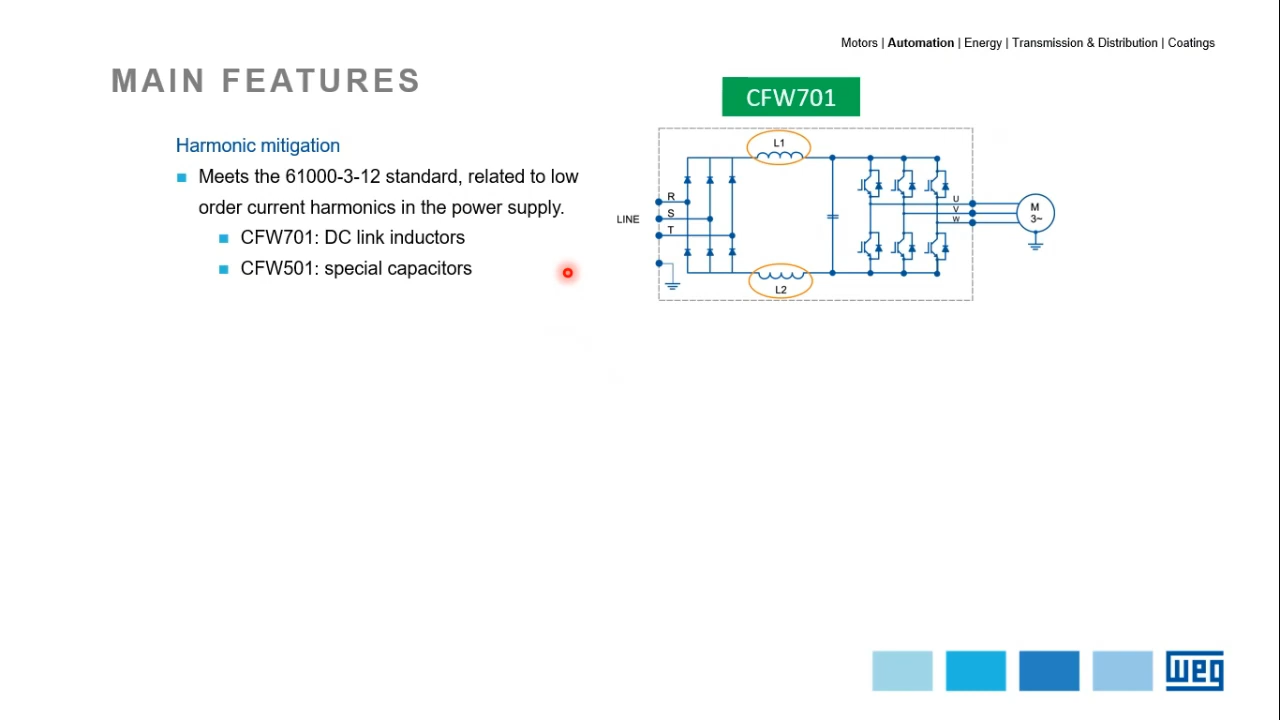 Motors | Automation | Energy | Transmission & Distribution | Coatings
MAIN FEATURES
CFW701
Harmonic mitigation
Meets the 61000-3-12 standard, related to low
order current harmonics in the power supply.
CFW701: DC link inductors
CFW501: special capacitors
L1
R
S
T
LINE
U
V
W
M
3~
L2
weg